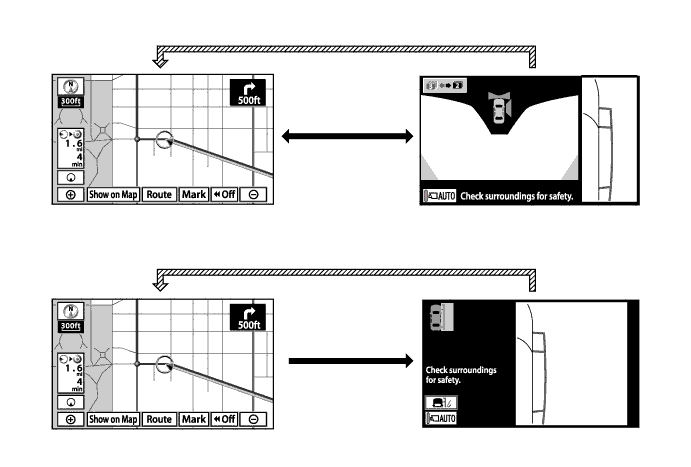 N
300ft
500ft
1.6
mi
4
min
Show on Map
Route
Mark
Off
2
AUTO
Check surroundings for safety.
N
300ft
500ft
1.6
mi
4
min
Show on Map
Route
Mark
Off
Check surroundings
for safety.
AUTO